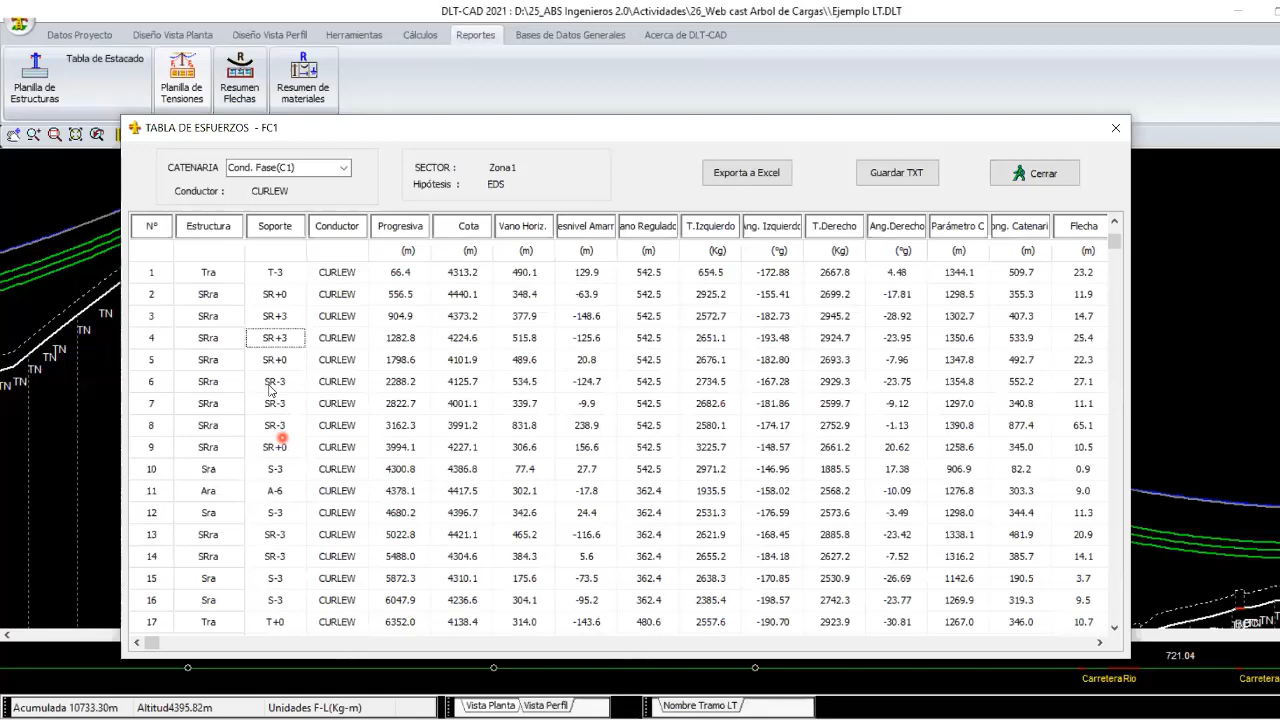 DLT-CAD 2021 : D:\25_ABS Ingenieros 2.0\Actividades\26_Web cast Arbol de Cargas\\Ejemplo LT.DLT
Datos Proyecto Diseño Vista Planta Diseño Vista Perfil Herramientas Cálculos Reportes Bases de Datos Generales Acerca de DLT-CAD
Planilla de Estructuras Tabla de Estacado Planilla de Tensiones Resumen Flechas Resumen de materiales
TABLA DE ESFUERZOS - FC1
CATENARIA Cond. Fase(C1) SECTOR : Zona1 Exporta a Excel Guardar TXT Cerrar
Conductor : CURLEW Hipótesis : EDS
N° Estructura Soporte Conductor Progresiva Cota Vano Horiz. esnivel Amarr ano Regulado T.Izquierdo Ang. Izquierdo T.Derecho Ang.Derecho Parámetro C ong. Catenari Flecha
(m) (m) (m) (m) (m) (Kg) (°g) (Kg) (°g) (m) (m) (m)
1 Tra T-3 CURLEW 66.4 4313.2 490.1 129.9 542.5 654.5 -172.88 2667.8 4.48 1344.1 509.7 23.2
2 SRra SR+0 CURLEW 556.5 4440.1 348.4 -63.9 542.5 2925.2 -155.41 2699.2 -17.81 1298.5 355.3 11.9
3 SRra SR+3 CURLEW 904.9 4373.2 377.9 -148.6 542.5 2572.7 -182.73 2945.2 -28.92 1302.7 407.3 14.7
4 SRra SR+3 CURLEW 1282.8 4224.6 515.8 -125.6 542.5 2651.1 -193.48 2924.7 -23.95 1350.6 533.9 25.4
5 SRra SR+0 CURLEW 1798.6 4101.9 489.6 20.8 542.5 2676.1 -182.80 2693.3 -7.96 1347.8 492.7 22.3
6 SRra SR-3 CURLEW 2288.2 4125.7 534.5 -124.7 542.5 2734.5 -167.28 2929.3 -23.75 1354.8 552.2 27.1
7 SRra SR-3 CURLEW 2822.7 4001.1 339.7 -9.9 542.5 2682.6 -181.86 2599.7 -9.12 1297.0 340.8 11.1
8 SRra SR-3 CURLEW 3162.3 3991.2 831.8 238.9 542.5 2580.1 -174.17 2752.9 -1.13 1390.8 877.4 65.1
9 SRra SR+0 CURLEW 3994.1 4227.1 306.6 156.6 542.5 3225.7 -148.57 2661.2 20.62 1258.6 345.0 10.5
10 Sra S-3 CURLEW 4300.8 4386.8 77.4 27.7 542.5 2971.2 -146.96 1885.5 17.38 906.9 82.2 0.9
11 Ara A-6 CURLEW 4378.1 4417.5 302.1 -17.8 362.4 1935.5 -158.02 2568.2 -10.09 1276.8 303.3 9.0
12 Sra S-3 CURLEW 4680.2 4396.7 342.6 24.4 362.4 2531.3 -176.59 2573.6 -3.49 1298.0 344.4 11.3
13 SRra SR-3 CURLEW 5022.8 4421.1 465.2 -116.6 362.4 2621.9 -168.45 2885.8 -23.42 1338.1 481.9 20.9
14 SRra SR-3 CURLEW 5488.0 4304.6 384.3 5.6 362.4 2655.2 -184.18 2627.2 -7.52 1316.2 385.7 14.1
15 Sra S-3 CURLEW 5872.3 4310.1 175.6 -73.5 362.4 2638.3 -170.85 2530.9 -26.69 1142.6 190.5 3.7
16 Sra S-3 CURLEW 6047.9 4236.6 304.1 -95.2 362.4 2385.4 -198.57 2742.3 -23.77 1269.9 319.3 9.5
17 Tra T+0 CURLEW 6352.0 4138.4 314.0 -143.6 480.6 2557.6 -190.70 2923.9 -30.81 1267.0 346.0 10.7
TN
TN
TN
TN
TN
TN TN
TN TN
721.04
CarreteraRio Carretera
Acumulada 10733.30m Altitud4395.82m Unidades F-L(Kg-m) Vista Planta Vista Perfil Nombre Tramo LT